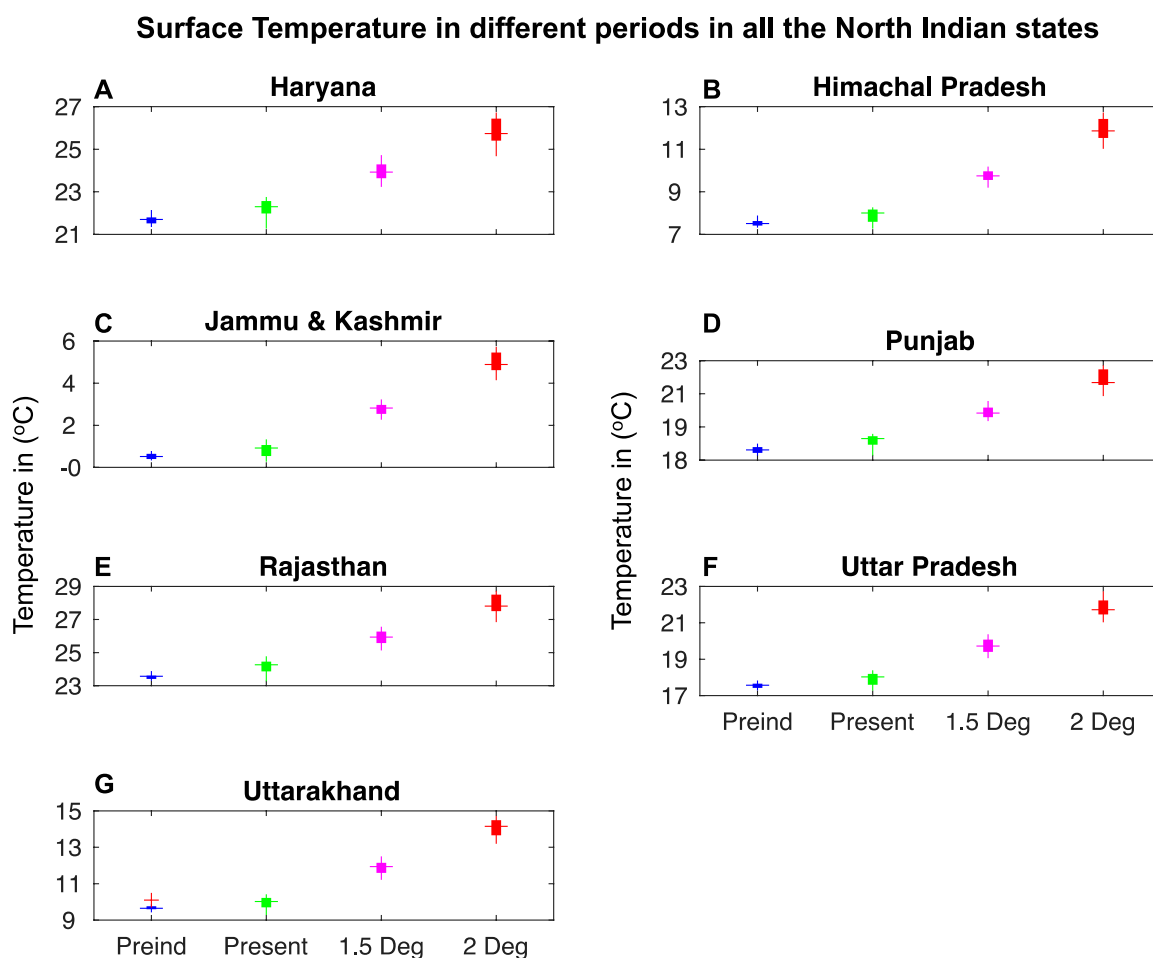 Surface Temperature in different periods in all the North Indian states
A
Haryana
27
25
23
21
B
Himachal Pradesh
13
11
9
7
C
Jammu & Kashmir
6
4
2
-0
D
Punjab
23
21
19
18
E
Rajasthan
29
27
25
23
F
Uttar Pradesh
23
21
19
17
Preind Present 1.5 Deg 2 Deg
G
Uttarakhand
15
13
11
9
Preind Present 1.5 Deg 2 Deg
Temperature in (ºC)
Temperature in (ºC)